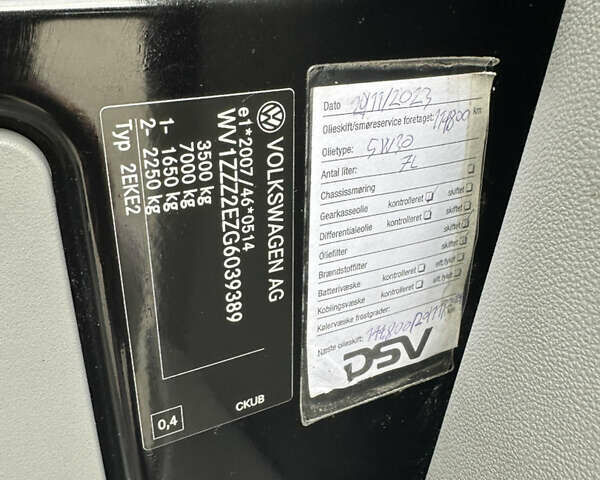 VOLKSWAGEN AG
e1*2007/46*0514
WV1ZZZ2EZG6039389
3500 kg
7000 kg
1- 1650 kg
2- 2250 kg
Typ 2EKE2
0,4
CKUB
Dato 29/11/2023
Olieskift/smøreservice foretaget: 114800 km
Olietype: 5W30
Antal liter: 7L
Chassissmøring
Gearkasseolie kontrolleret skiftet
Differentialeolie kontrolleret skiftet
Oliefilter skiftet
Brændstoffilter skiftet
Batterivæske kontrolleret eft.fyldt
Koblingsvæske kontrolleret eft.fyldt
Kølervæske frostgrader:
Næste olieskift:
DSV